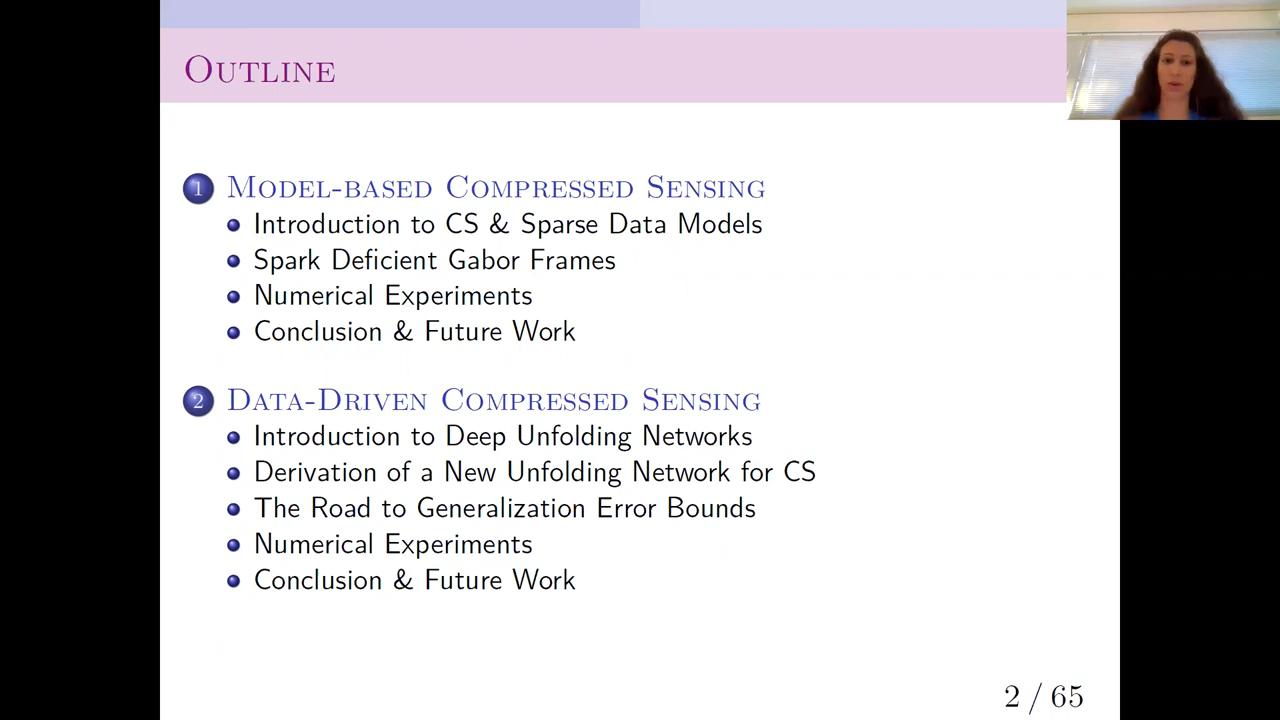 Outline
1 Model-based Compressed Sensing
Introduction to CS & Sparse Data Models
Spark Deficient Gabor Frames
Numerical Experiments
Conclusion & Future Work
2 Data-Driven Compressed Sensing
Introduction to Deep Unfolding Networks
Derivation of a New Unfolding Network for CS
The Road to Generalization Error Bounds
Numerical Experiments
Conclusion & Future Work
2 / 65